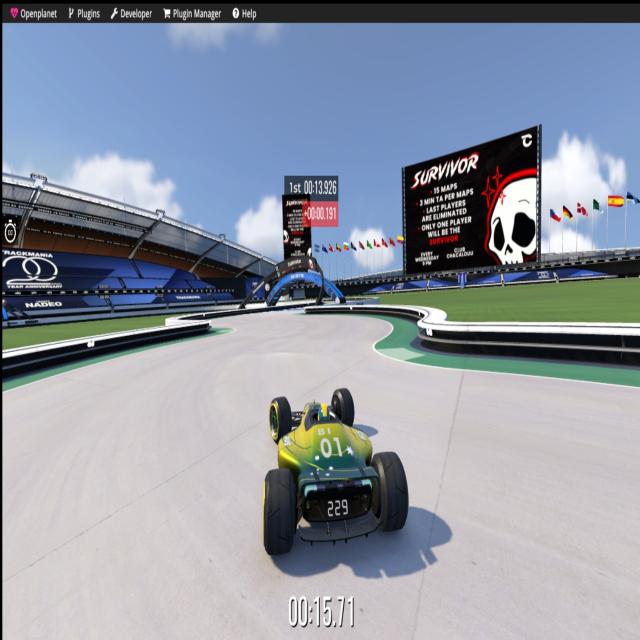 Openplanet Plugins Developer Plugin Manager Help
1st 00:13.926
+00:00.191
SURVIVOR
15 MAPS
3 MIN TA PER MAPS
LAST PLAYERS
ARE ELIMINATED
ONLY ONE PLAYER
WILL BE THE
SURVIVOR
EVERY
WEDNESDAY
TRACKMANIA
YEAR ANNIVERSARY
NADEO
01
229
00:15.71